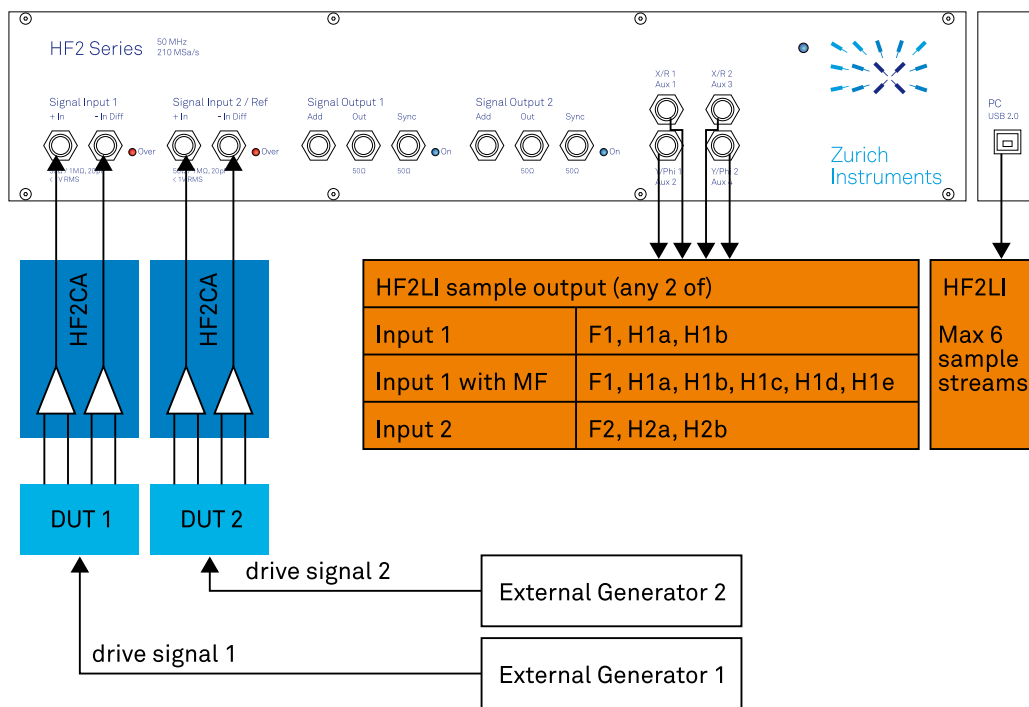 HF2 Series
50 MHz
210 MSa/s
Signal Input 1
+ In
- In Diff
Over
< 1V RMS
Signal Input 2 / Ref
+ In
- In Diff
Over
Signal Output 1
Add
Out
Sync
On
50Ω
50Ω
Signal Output 2
Add
Out
Sync
On
50Ω
50Ω
X/R 1
Aux 1
X/R 2
Aux 3
Y/Phi 1
Aux 2
Y/Phi 2
Aux
Zurich
Instruments
PC
USB 2.0
HF2CA
HF2CA
DUT 1
DUT 2
HF2LI sample output (any 2 of)
Input 1
F1, H1a, H1b
Input 1 with MF
F1, H1a, H1b, H1c, H1d, H1e
Input 2
F2, H2a, H2b
HF2LI
Max 6
sample
streams
drive signal 2
External Generator 2
drive signal 1
External Generator 1